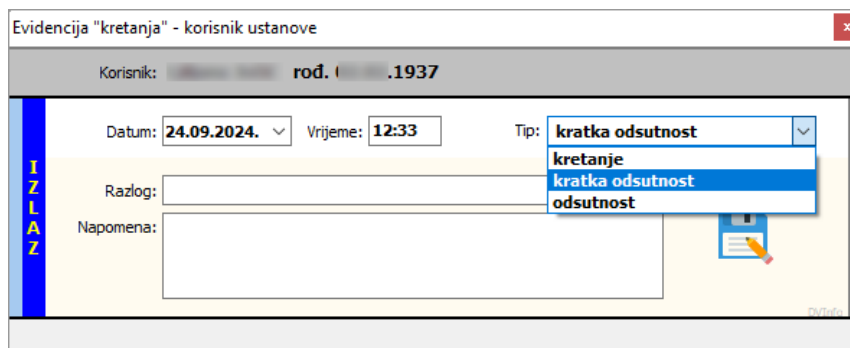 Evidencija "kretanja" - korisnik ustanove
x
Korisnik: rođ. .1937
Datum: 24.09.2024. Vrijeme: 12:33 Tip: kratka odsutnost
kretanje
kratka odsutnost
odsutnost
IZLAZ
Razlog:
Napomena:
DVInfo